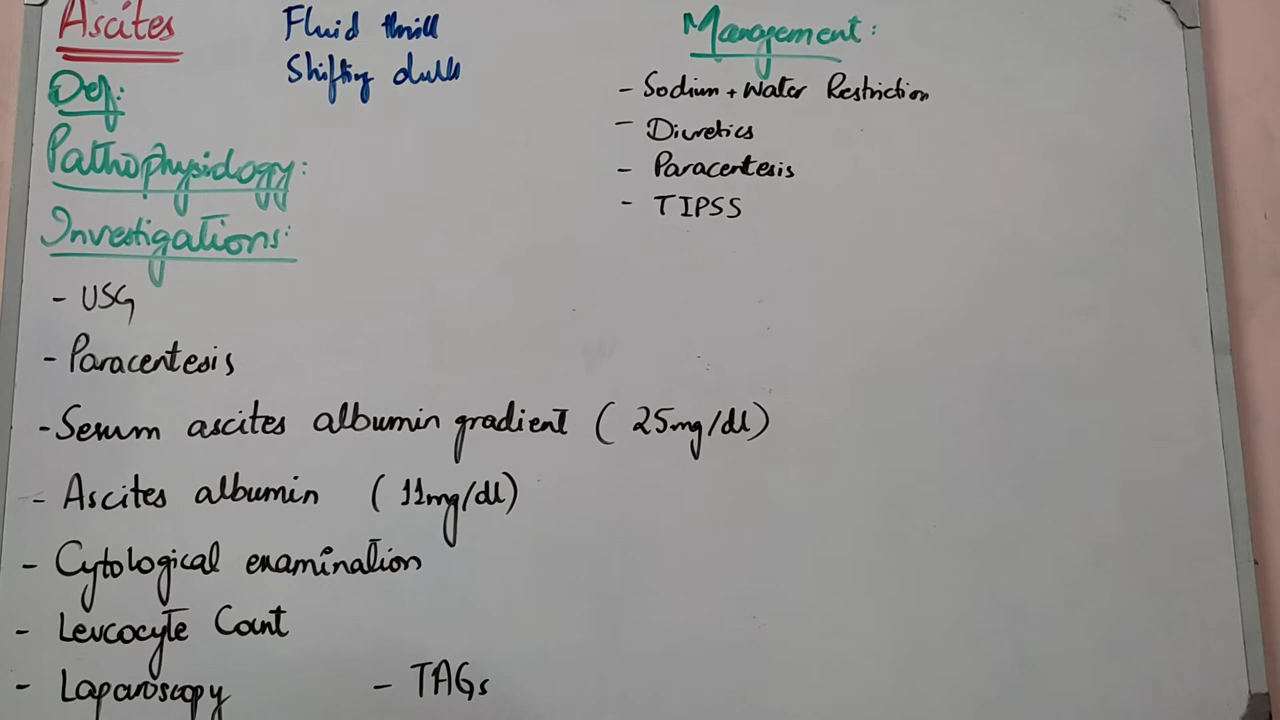 Ascites
Fluid thrill
Shifting dull
Def:
Pathophysiology:
Investigations:
- USG
- Paracentesis
- Serum ascites albumin gradient (25mg/dl)
- Ascites albumin (11mg/dl)
- Cytological examination
- Leucocyte Count
- Laparoscopy
- TAGs
Management:
- Sodium + Water Restriction
- Diuretics
- Paracentesis
- TIPSS